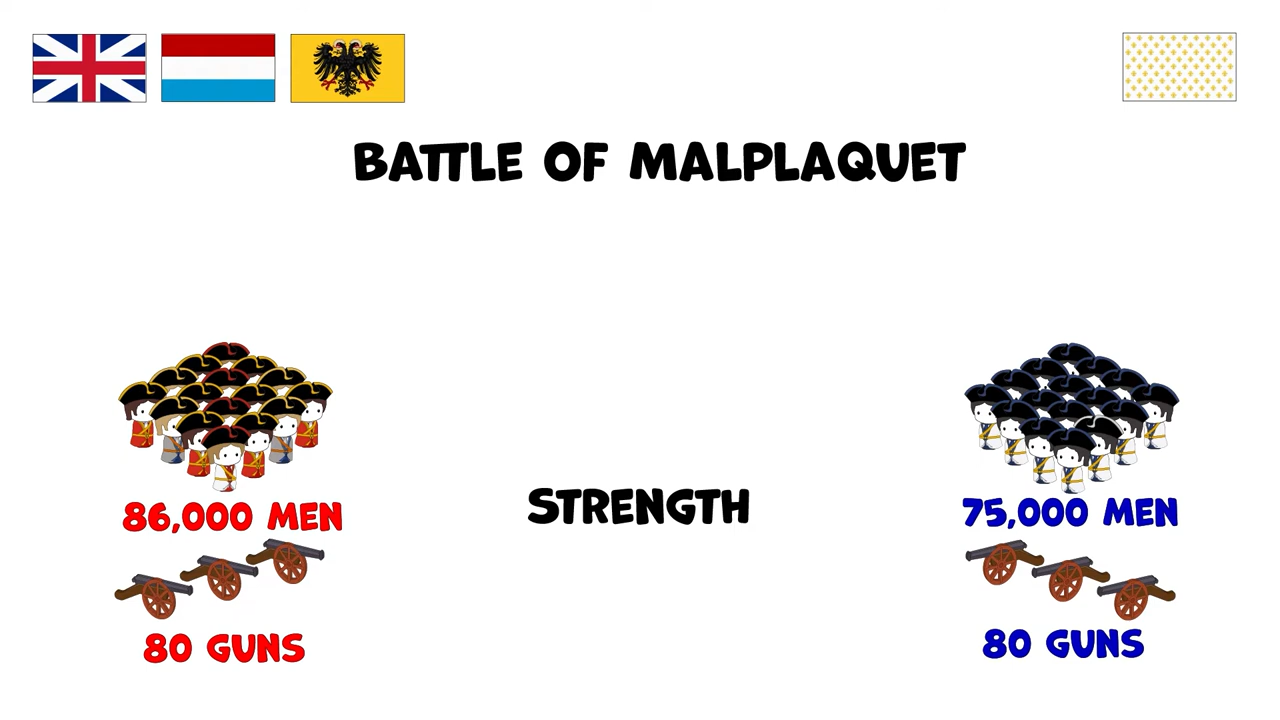 BATTLE OF MALPLAQUET
86,000 MEN
STRENGTH
75,000 MEN
80 GUNS
80 GUNS